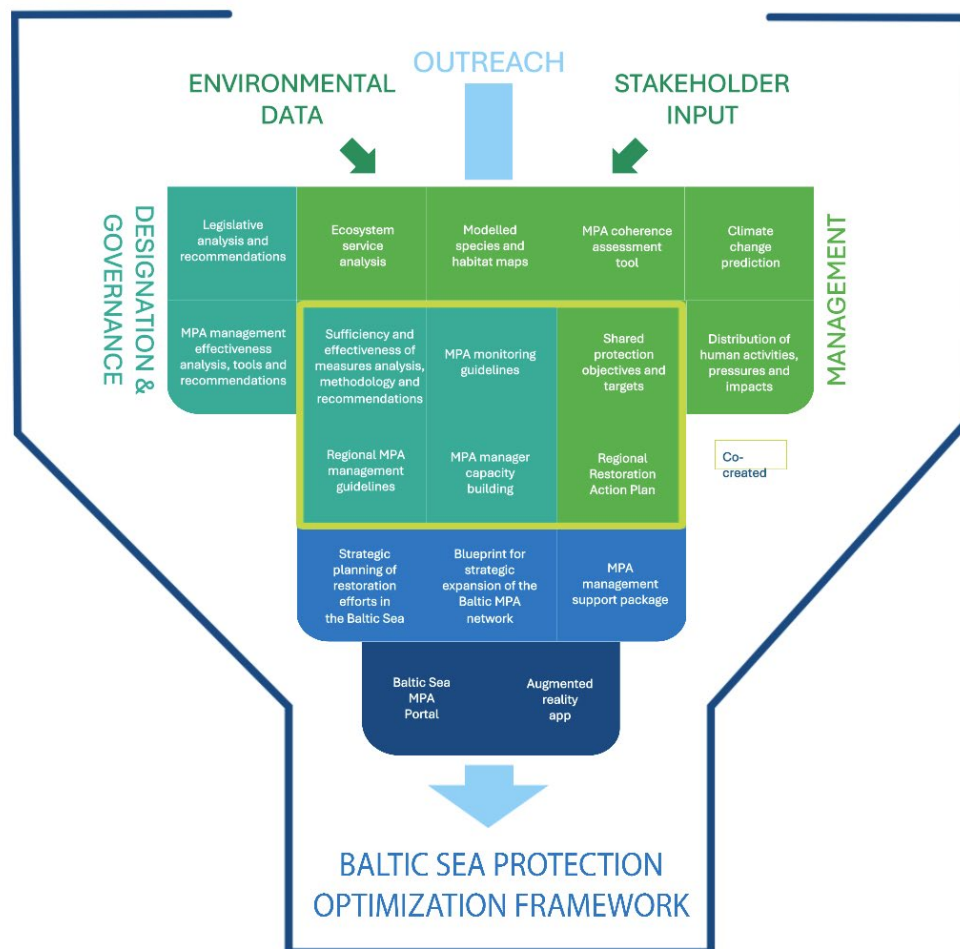 OUTREACH
ENVIRONMENTAL
DATA
STAKEHOLDER
INPUT
DESIGNATION &
GOVERNANCE
MANAGEMENT
Legislative
analysis and
recommendations
Ecosystem
service
analysis
Modelled
species and
habitat maps
MPA coherence
assessment
tool
Climate
change
prediction
MPA management
effectiveness
analysis, tools and
recommendations
Sufficiency and
effectiveness of
measures analysis,
methodology and
recommendations
MPA monitoring
guidelines
Shared
protection
objectives and
targets
Distribution of
human activities,
pressures and
impacts
Regional MPA
management
guidelines
MPA manager
capacity
building
Regional
Restoration
Action Plan
Co-
created
Strategic
planning of
restoration
efforts in
the Baltic Sea
Blueprint for
strategic
expansion of the
Baltic MPA
network
MPA
management
support package
Baltic Sea
MPA
Portal
Augmented
reality
app
BALTIC SEA PROTECTION
OPTIMIZATION FRAMEWORK